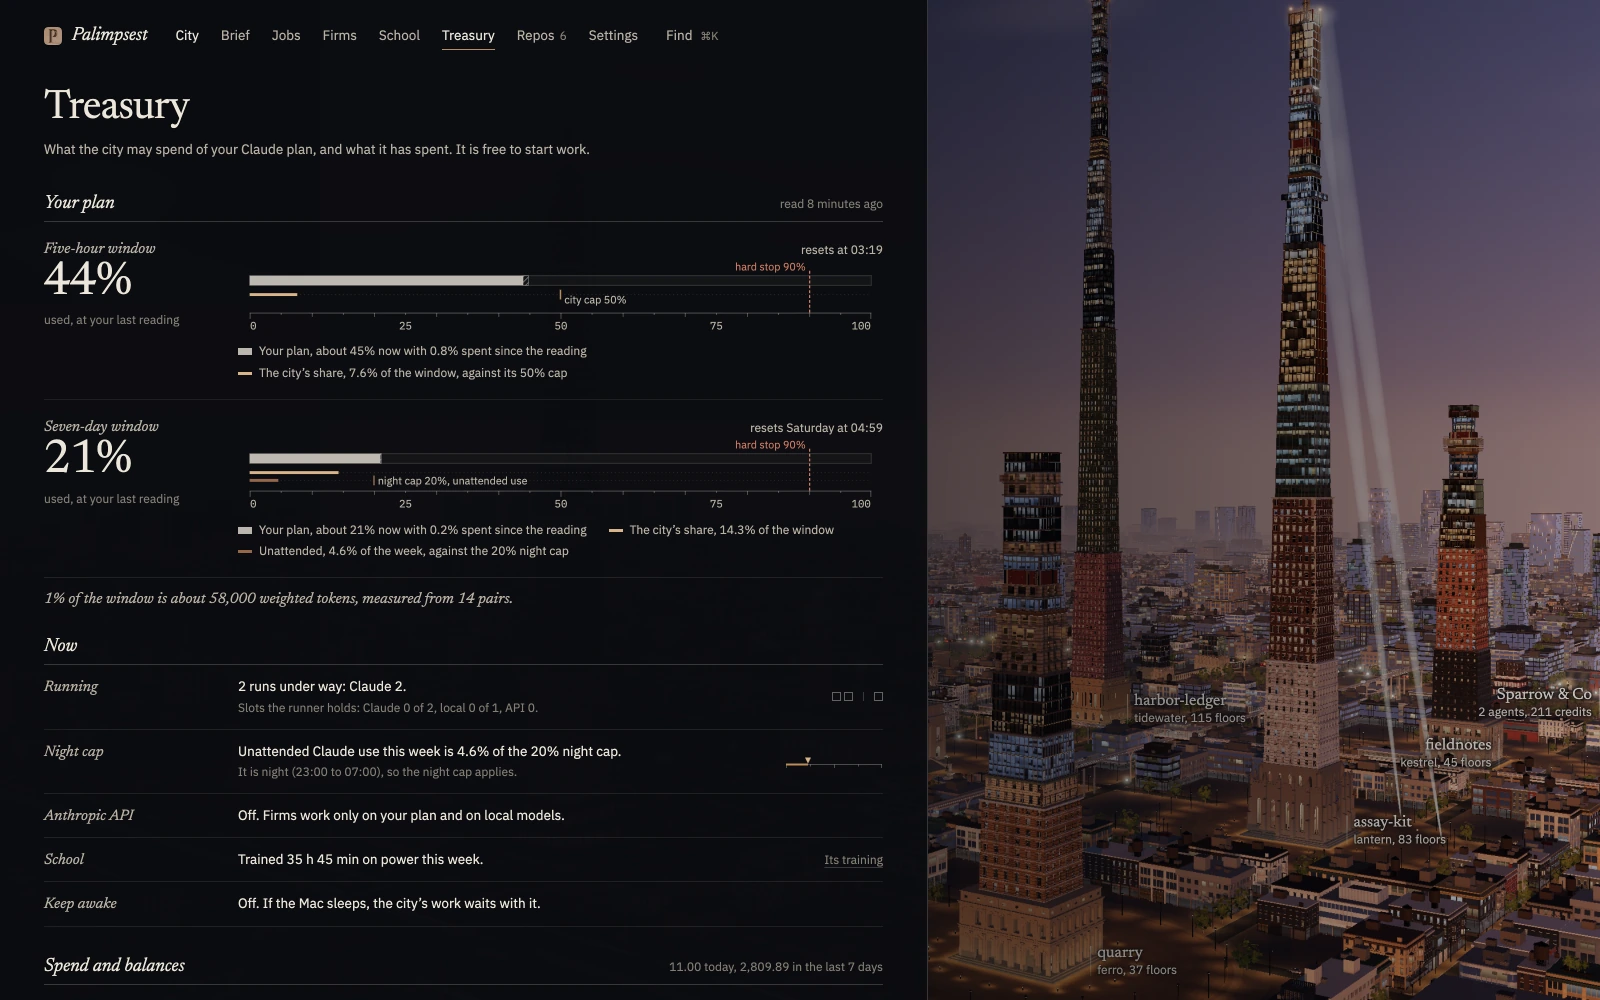 P Palimpsest City Brief Jobs Firms School Treasury Repos 6 Settings Find ⌘K
Treasury
What the city may spend of your Claude plan, and what it has spent. It is free to start work.
Your plan
read 8 minutes ago
Five-hour window
44%
used, at your last reading
resets at 03:19
hard stop 90%
city cap 50%
0 25 50 75 100
Your plan, about 45% now with 0.8% spent since the reading
The city’s share, 7.6% of the window, against its 50% cap
Seven-day window
21%
used, at your last reading
resets Saturday at 04:59
hard stop 90%
night cap 20%, unattended use
0 25 50 75 100
Your plan, about 21% now with 0.2% spent since the reading
The city’s share, 14.3% of the window
Unattended, 4.6% of the week, against the 20% night cap
1% of the window is about 58,000 weighted tokens, measured from 14 pairs.
Now
Running
2 runs under way: Claude 2.
Slots the runner holds: Claude 0 of 2, local 0 of 1, API 0.
Night cap
Unattended Claude use this week is 4.6% of the 20% night cap.
It is night (23:00 to 07:00), so the night cap applies.
Anthropic API
Off. Firms work only on your plan and on local models.
School
Trained 35 h 45 min on power this week.
Its training
Keep awake
Off. If the Mac sleeps, the city’s work waits with it.
Spend and balances
11.00 today, 2,809.89 in the last 7 days
harbor-ledger
tidewater, 115 floors
Sparrow & Co
2 agents, 211 credits
fieldnotes
kestrel, 45 floors
assay-kit
lantern, 83 floors
quarry
ferro, 37 floors